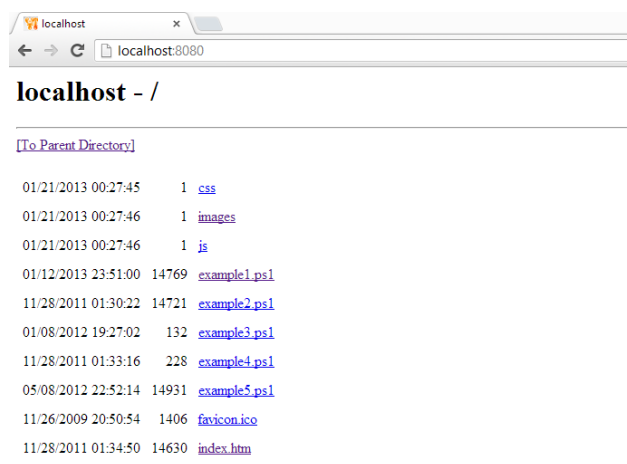 localhost
localhost:8080
localhost - /
[To Parent Directory]
01/21/2013 00:27:45 1 css
01/21/2013 00:27:46 1 images
01/21/2013 00:27:46 1 js
01/12/2013 23:51:00 14769 example1.ps1
11/28/2011 01:30:22 14721 example2.ps1
01/08/2012 19:27:02 132 example3.ps1
11/28/2011 01:33:16 228 example4.ps1
05/08/2012 22:52:14 14931 example5.ps1
11/26/2009 20:50:54 1406 favicon.ico
11/28/2011 01:34:50 14630 index.htm